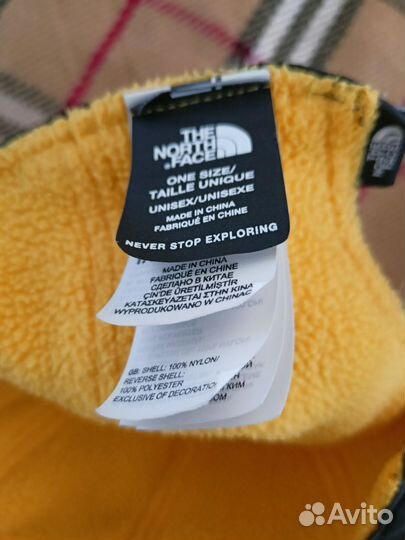 THE
NORTH
FACE
ONE SIZE/
TAILLE UNIQUE
UNISEX/UNISEXE
MADE IN CHINA
FABRIQUÉ EN CHINE
NEVER STOP EXPLORING
MADE IN CHINA
FABRIQUÉ EN CHINE
СДЕЛАНО В КИТАЕ
ÇİN'DE ÜRETİLMİŞTİR
ΚΑΤΑΣΚΕΥΑΖΕΤΑΙ ΣΤΗΝ ΚΙΝΑ
WYPRODUKOWANO W CHINACH
GB: SHELL: 100% NYLON/
REVERSE SHELL:
100% POLYESTER
EXCLUSIVE OF DECORATION
Avito